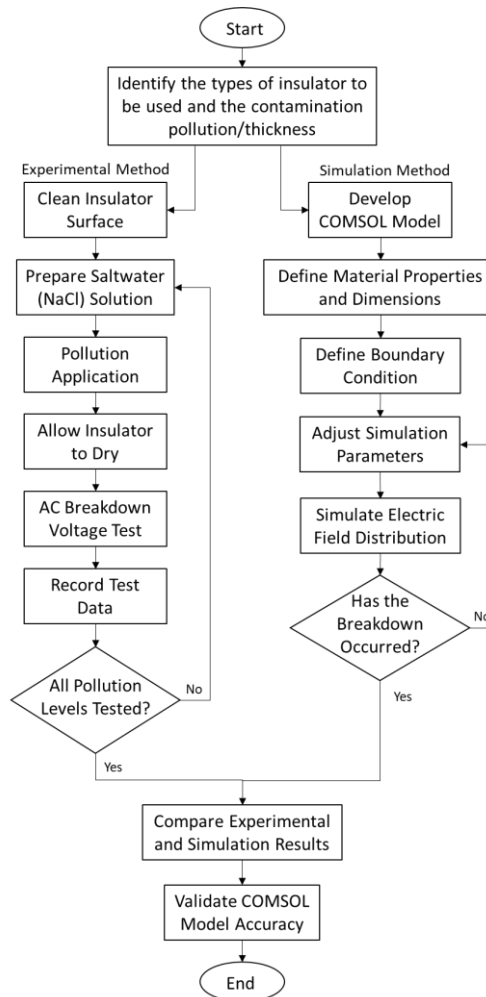 Start
Identify the types of insulator to
be used and the contamination
pollution/thickness
Experimental Method
Clean Insulator
Surface
Prepare Saltwater
(NaCl) Solution
Pollution
Application
Allow Insulator
to Dry
AC Breakdown
Voltage Test
Record Test
Data
All Pollution
Levels Tested?
No
Yes
Simulation Method
Develop
COMSOL Model
Define Material Properties
and Dimensions
Define Boundary
Condition
Adjust Simulation
Parameters
Simulate Electric
Field Distribution
Has the
Breakdown
Occurred?
No
Yes
Compare Experimental
and Simulation Results
Validate COMSOL
Model Accuracy
End